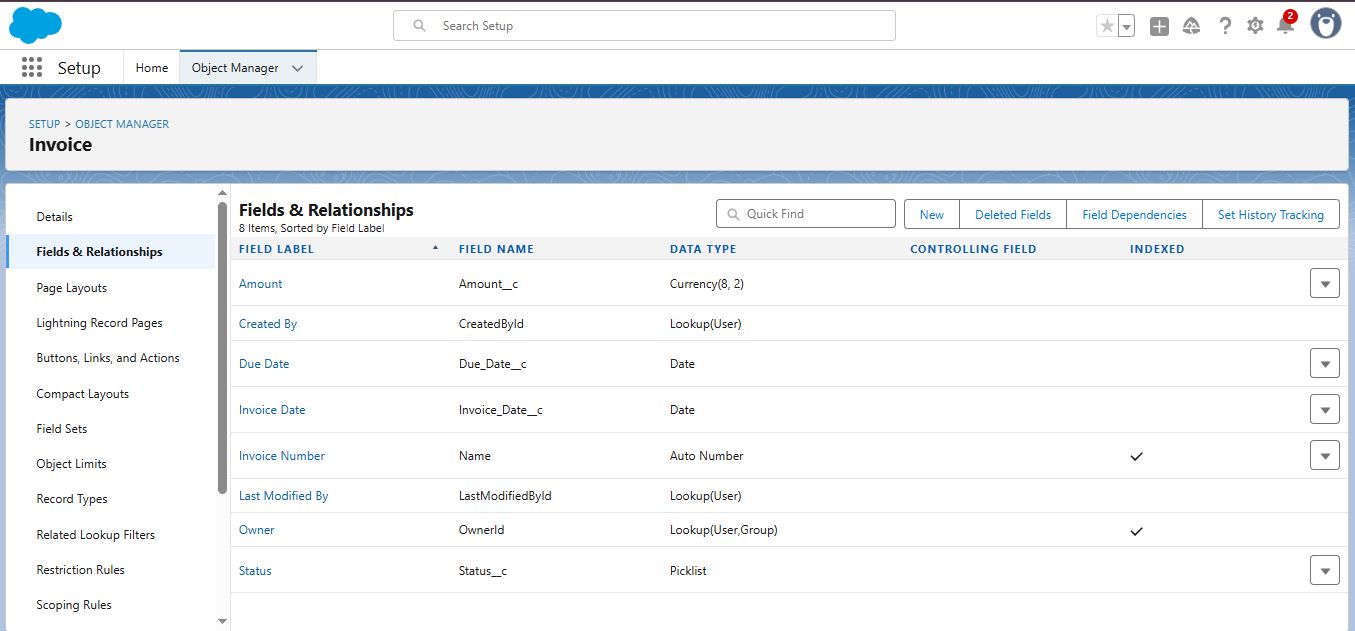 Search Setup
2
Setup
Home
Object Manager
SETUP > OBJECT MANAGER
Invoice
Details
Fields & Relationships
Page Layouts
Lightning Record Pages
Buttons, Links, and Actions
Compact Layouts
Field Sets
Object Limits
Record Types
Related Lookup Filters
Restriction Rules
Scoping Rules
Fields & Relationships
8 Items, Sorted by Field Label
Quick Find
New
Deleted Fields
Field Dependencies
Set History Tracking
FIELD LABEL FIELD NAME DATA TYPE CONTROLLING FIELD INDEXED
Amount Amount__c Currency(8, 2)
Created By CreatedById Lookup(User)
Due Date Due_Date__c Date
Invoice Date Invoice_Date__c Date
Invoice Number Name Auto Number
Last Modified By LastModifiedById Lookup(User)
Owner OwnerId Lookup(User,Group)
Status Status__c Picklist